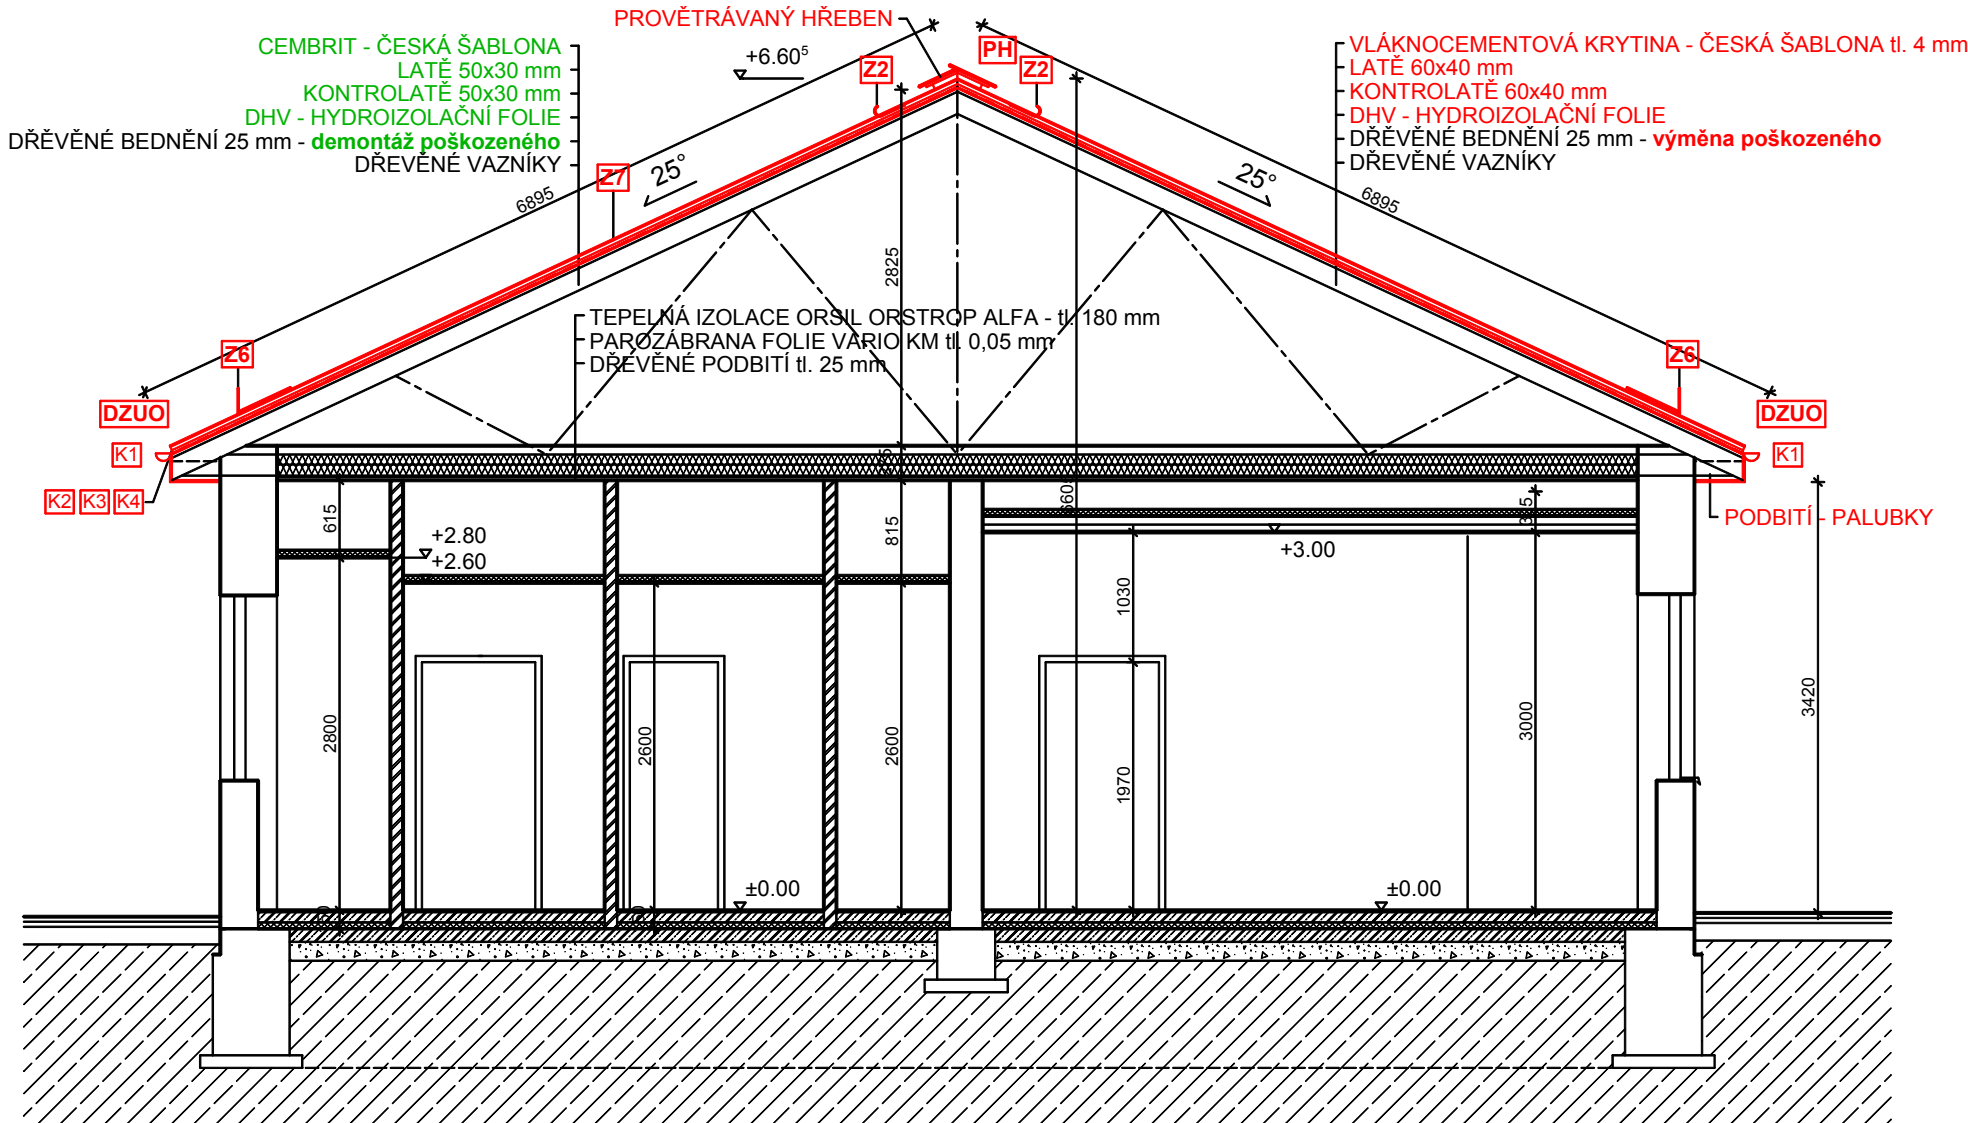 PROVĚTRÁVANÝ HŘEBEN
CEMBRIT - ČESKÁ ŠABLONA
LATĚ 50x30 mm
KONTROLATĚ 50x30 mm
DHV - HYDROIZOLAČNÍ FOLIE
DŘĚVĚNÉ BEDNĚNÍ 25 mm - demontáž poškozeného
DŘEVĚNÉ VAZNÍKY
+6.60⁵
Z2
PH
Z2
VLÁKNOCEMENTOVÁ KRYTINA - ČESKÁ ŠABLONA tl. 4 mm
LATĚ 60x40 mm
KONTROLATĚ 60x40 mm
DHV - HYDROIZOLAČNÍ FOLIE
DŘĚVĚNÉ BEDNĚNÍ 25 mm - výměna poškozeného
DŘEVĚNÉ VAZNÍKY
Z7
25°
25°
6895
6895
2825
TEPELNÁ IZOLACE ORSIL ORSTROP ALFA - tl. 180 mm
PAROZÁBRANA FOLIE VARIO KM tl. 0,05 mm
DŘEVĚNÉ PODBITÍ tl. 25 mm
Z6
Z6
DZUO
DZUO
K1
K1
K2 K3 K4
6605
615
815
PODBITÍ - PALUBKY
+2.80
+2.60
+3.00
1030
2800
2600
2600
1970
3000
3420
±0.00
±0.00